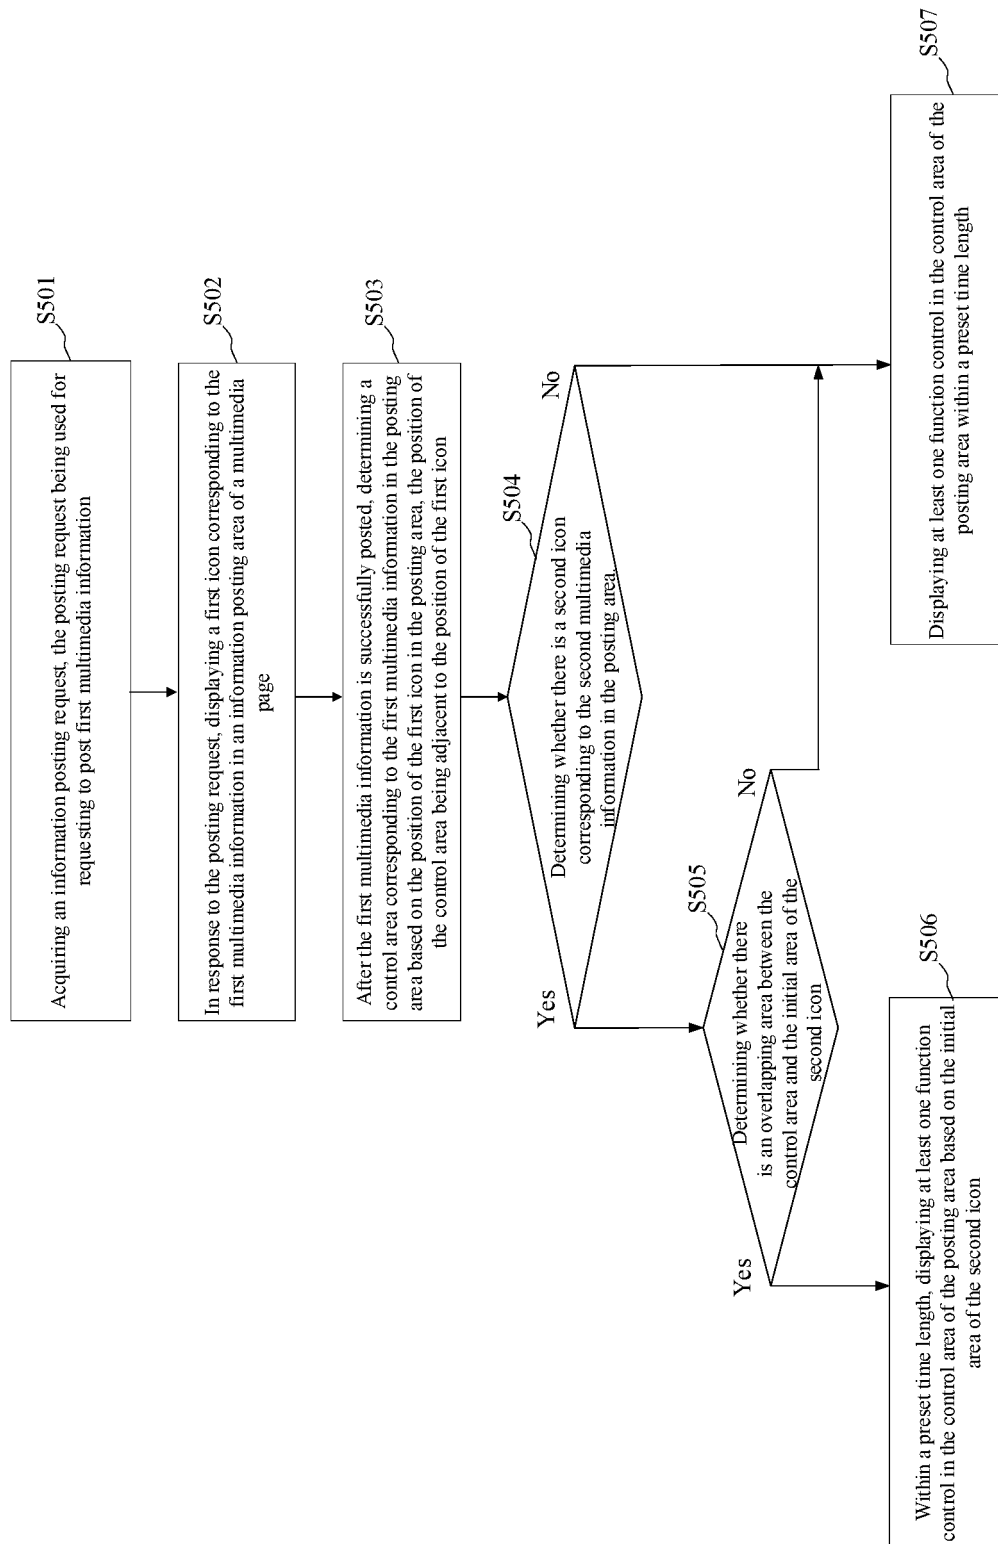 Acquiring an information posting request, the posting request being used for
requesting to post first multimedia information
S501
In response to the posting request, displaying a first icon corresponding to the
first multimedia information in an information posting area of a multimedia
page
S502
After the first multimedia information is successfully posted, determining a
control area corresponding to the first multimedia information in the posting
area based on the position of the first icon in the posting area, the position of
the control area being adjacent to the position of the first icon
S503
Determining whether there is a second icon
corresponding to the second multimedia
information in the posting area.
S504
Yes
No
Determining whether there
is an overlapping area between the
control area and the initial area of the
second icon
S505
Yes
No
Within a preset time length, displaying at least one function
control in the control area of the posting area based on the initial
area of the second icon
S506
Displaying at least one function control in the control area of the
posting area within a preset time length
S507